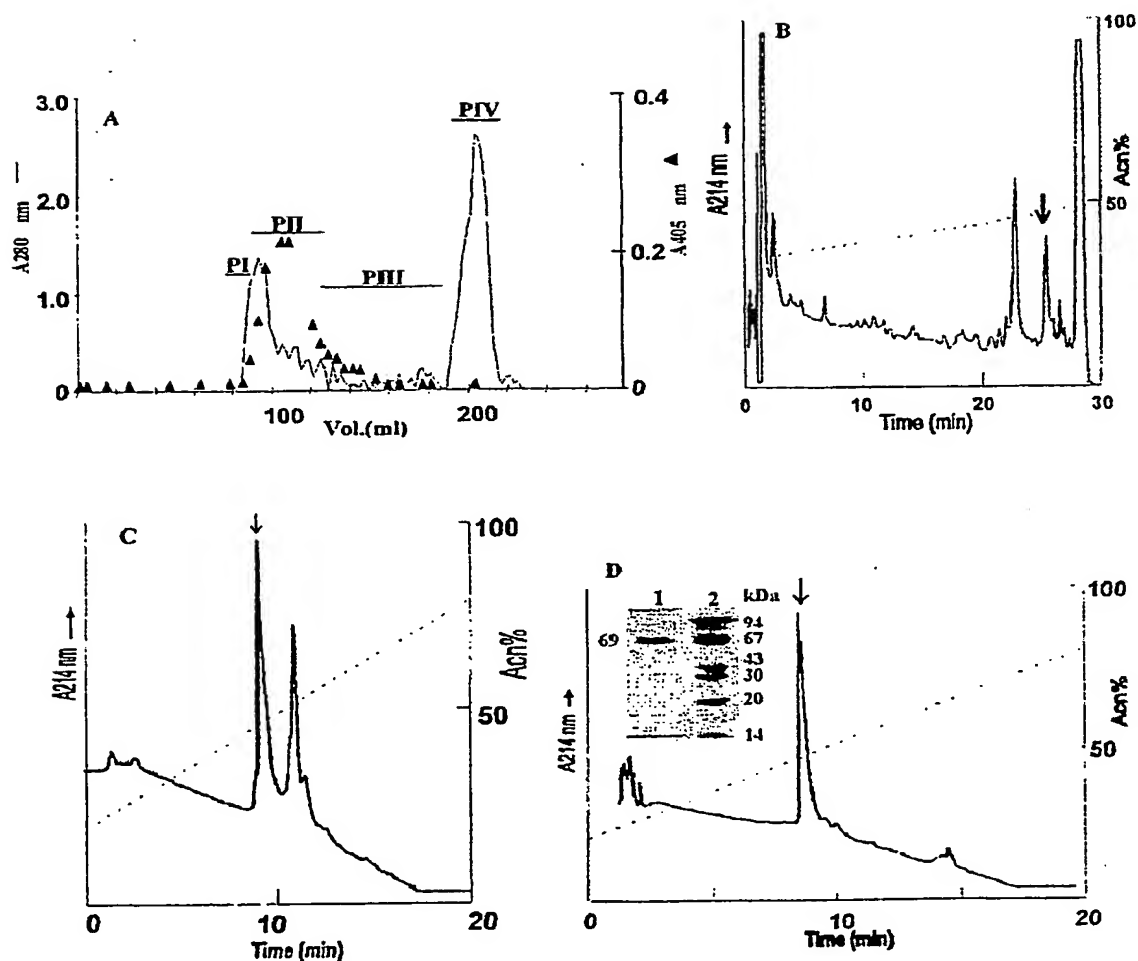 A
3.0
2.0
1.0
0
A280 nm —
PI
PII
PIII
PIV
0.4
0.2
0
A405 nm ▲
100
200
Vol.(ml)
B
A214 nm →
100
50
Acn%
0
10
20
30
Time (min)
C
A214 nm →
100
50
Acn%
0
10
20
Time (min)
D
1 2 kDa
69
94
67
43
30
20
14
A214 nm →
100
50
Acn%
0
10
20
Time (min)